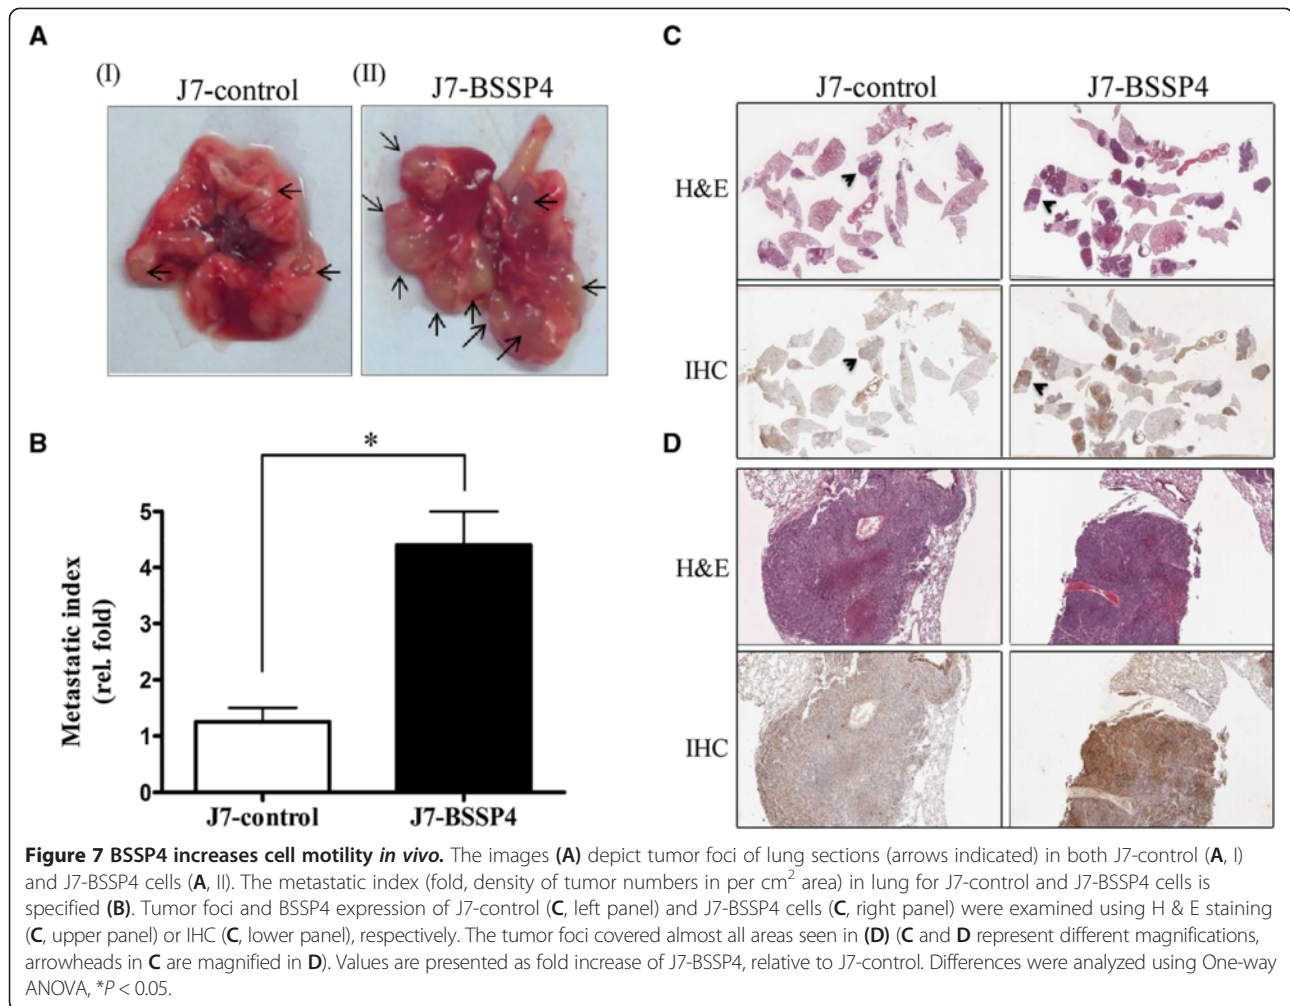 A
(I)
J7-control
(II)
J7-BSSP4
B
*
Metastatic index
(rel. fold)
5
4
3
2
1
0
J7-control
J7-BSSP4
C
J7-control
J7-BSSP4
H&E
IHC
D
H&E
IHC
Figure 7 BSSP4 increases cell motility in vivo. The images (A) depict tumor foci of lung sections (arrows indicated) in both J7-control (A, I)
and J7-BSSP4 cells (A, II). The metastatic index (fold, density of tumor numbers in per cm² area) in lung for J7-control and J7-BSSP4 cells is
specified (B). Tumor foci and BSSP4 expression of J7-control (C, left panel) and J7-BSSP4 cells (C, right panel) were examined using H & E staining
(C, upper panel) or IHC (C, lower panel), respectively. The tumor foci covered almost all areas seen in (D) (C and D represent different magnifications,
arrowheads in C are magnified in D). Values are presented as fold increase of J7-BSSP4, relative to J7-control. Differences were analyzed using One-way
ANOVA, *P < 0.05.